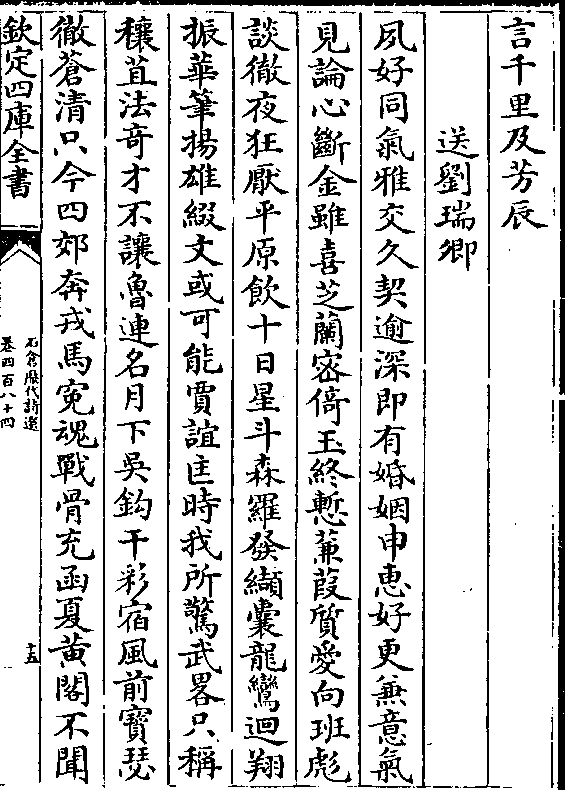 言千里及芳辰
送劉瑞卿
夙好同氣雅交久契逾深即有婚姻申惠好更兼意氣
見論心斷金雖喜芝蘭宻倚玉終慙蒹葭質愛向班彪
談徹夜狂厭平原飲十日星斗森羅發纈囊龍鸞迴翔
振華筆揚雄綴文或可能賈誼匡時我所驚武畧只稱
穰苴法竒才不讓魯連名月下吳鈎干彩宿風前寳瑟
徹蒼清只今四郊奔戎馬寃魂戰骨充函夏黄閣不聞
欽定四庫全書
石倉歴代詩選
卷四百八十四
十五